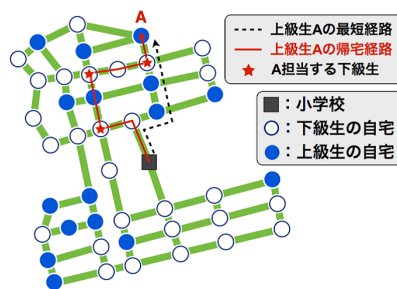 A
上級生Aの最短経路
上級生Aの帰宅経路
A担当する下級生
：小学校
：下級生の自宅
：上級生の自宅